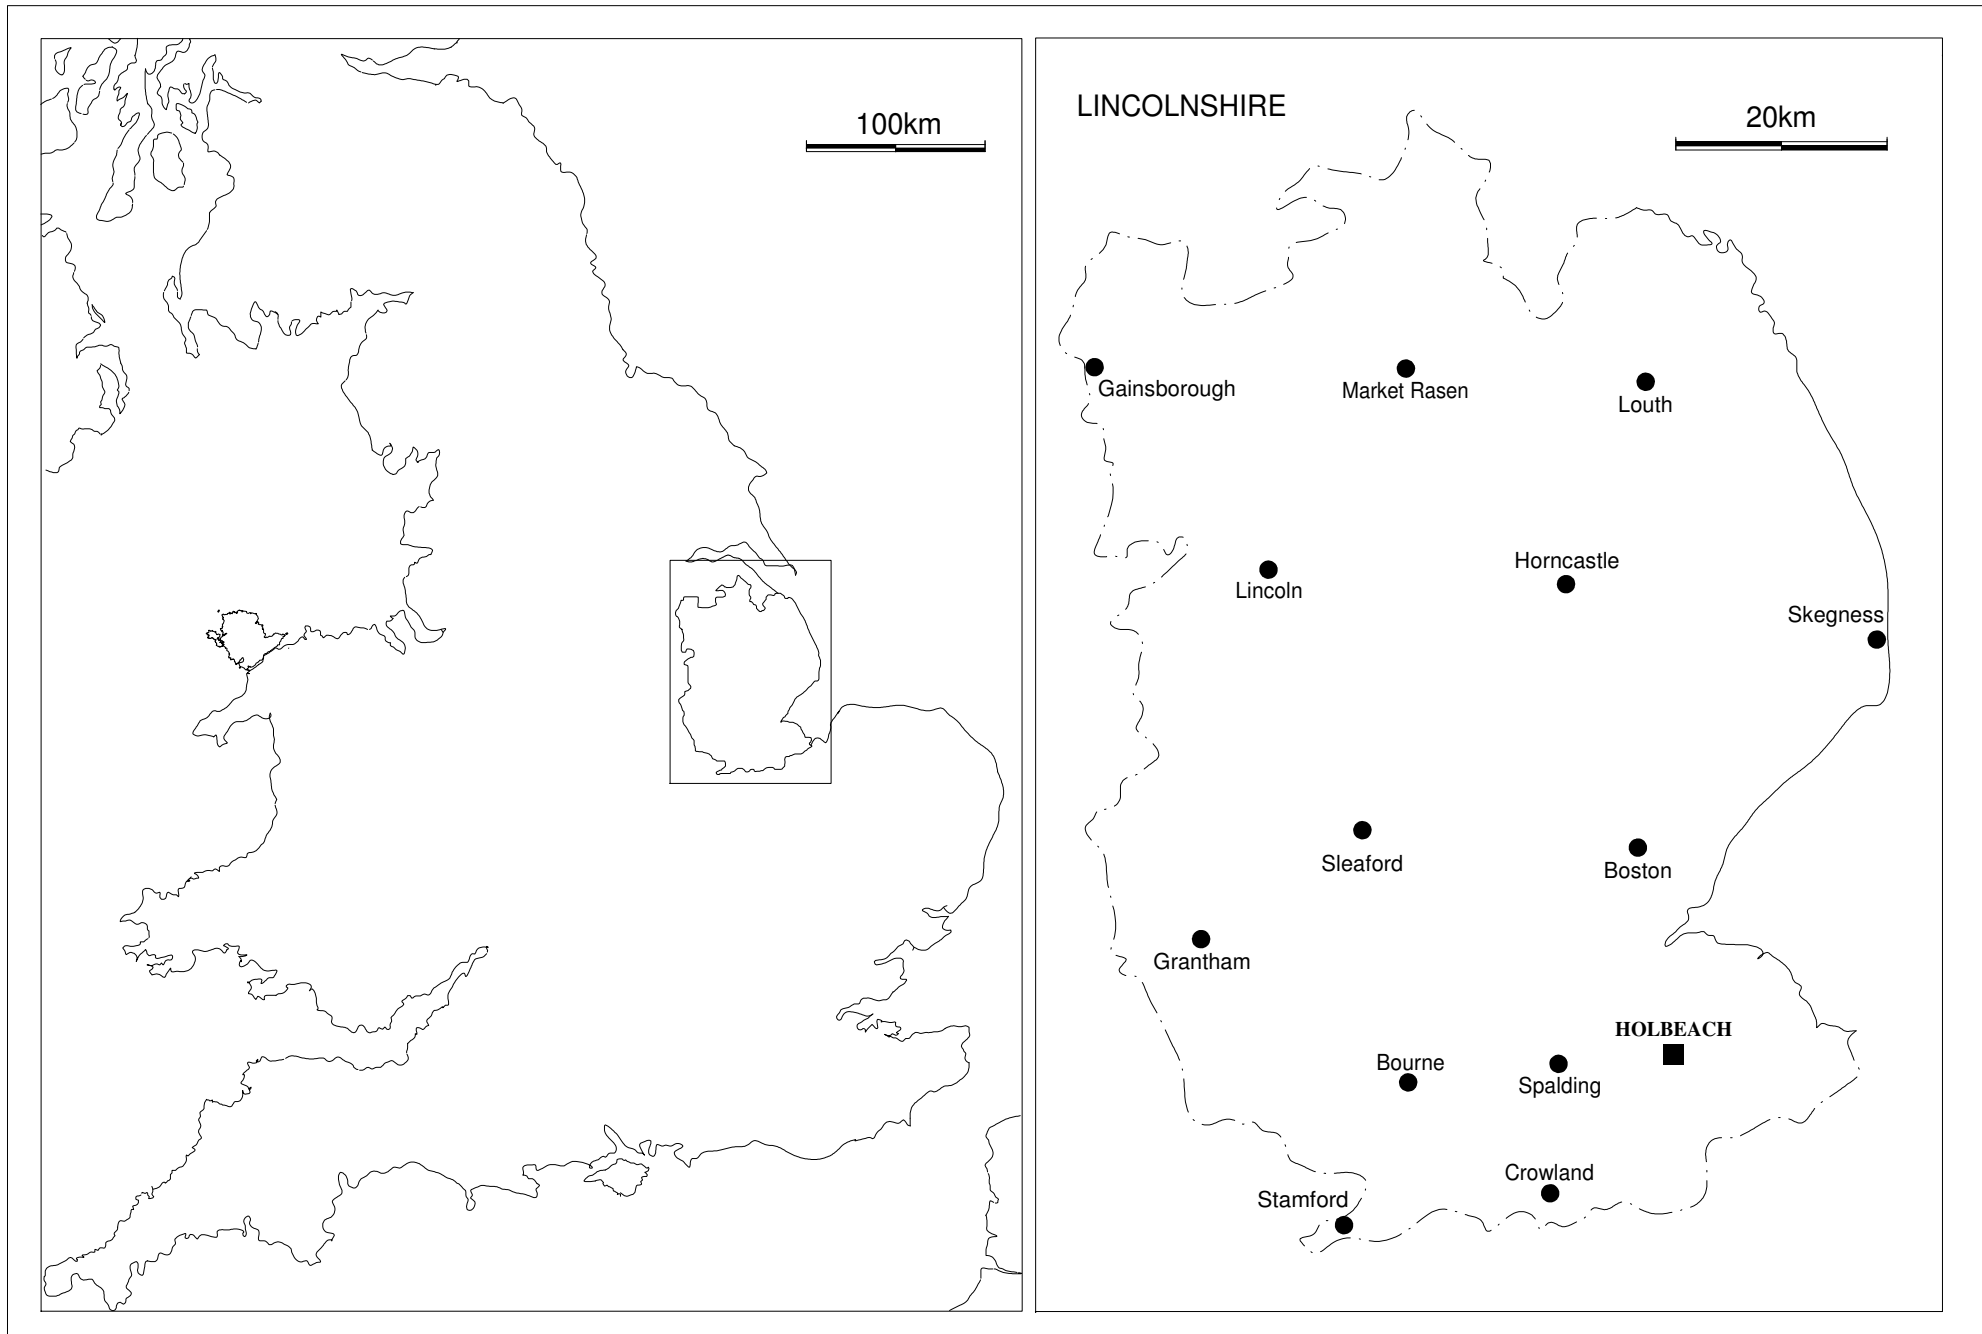 100km
LINCOLNSHIRE
20km
Gainsborough
Market Rasen
Louth
Horncastle
Lincoln
Skegness
Sleaford
Boston
Grantham
HOLBEACH
Bourne
Spalding
Crowland
Stamford